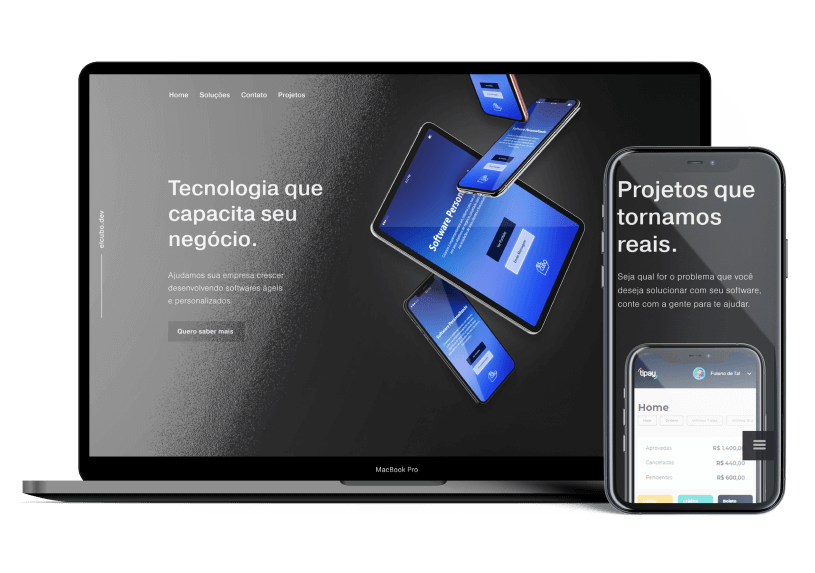 Home Soluções Contato Projetos
Tecnologia que
capacita seu
negócio.
Ajudamos sua empresa crescer
desenvolvendo softwares ágeis
e personalizados.
Quero saber mais
elcubo.dev
Software Personalizado
MacBook Pro
Projetos que
tornamos
reais.
Seja qual for o problema que você
deseja solucionar com seu software,
conte com a gente para te ajudar.
tipay
Fulano de Tal
Home
Aprovadas R$ 1.400,00
Canceladas R$ 440,00
Pendentes R$ 600,00